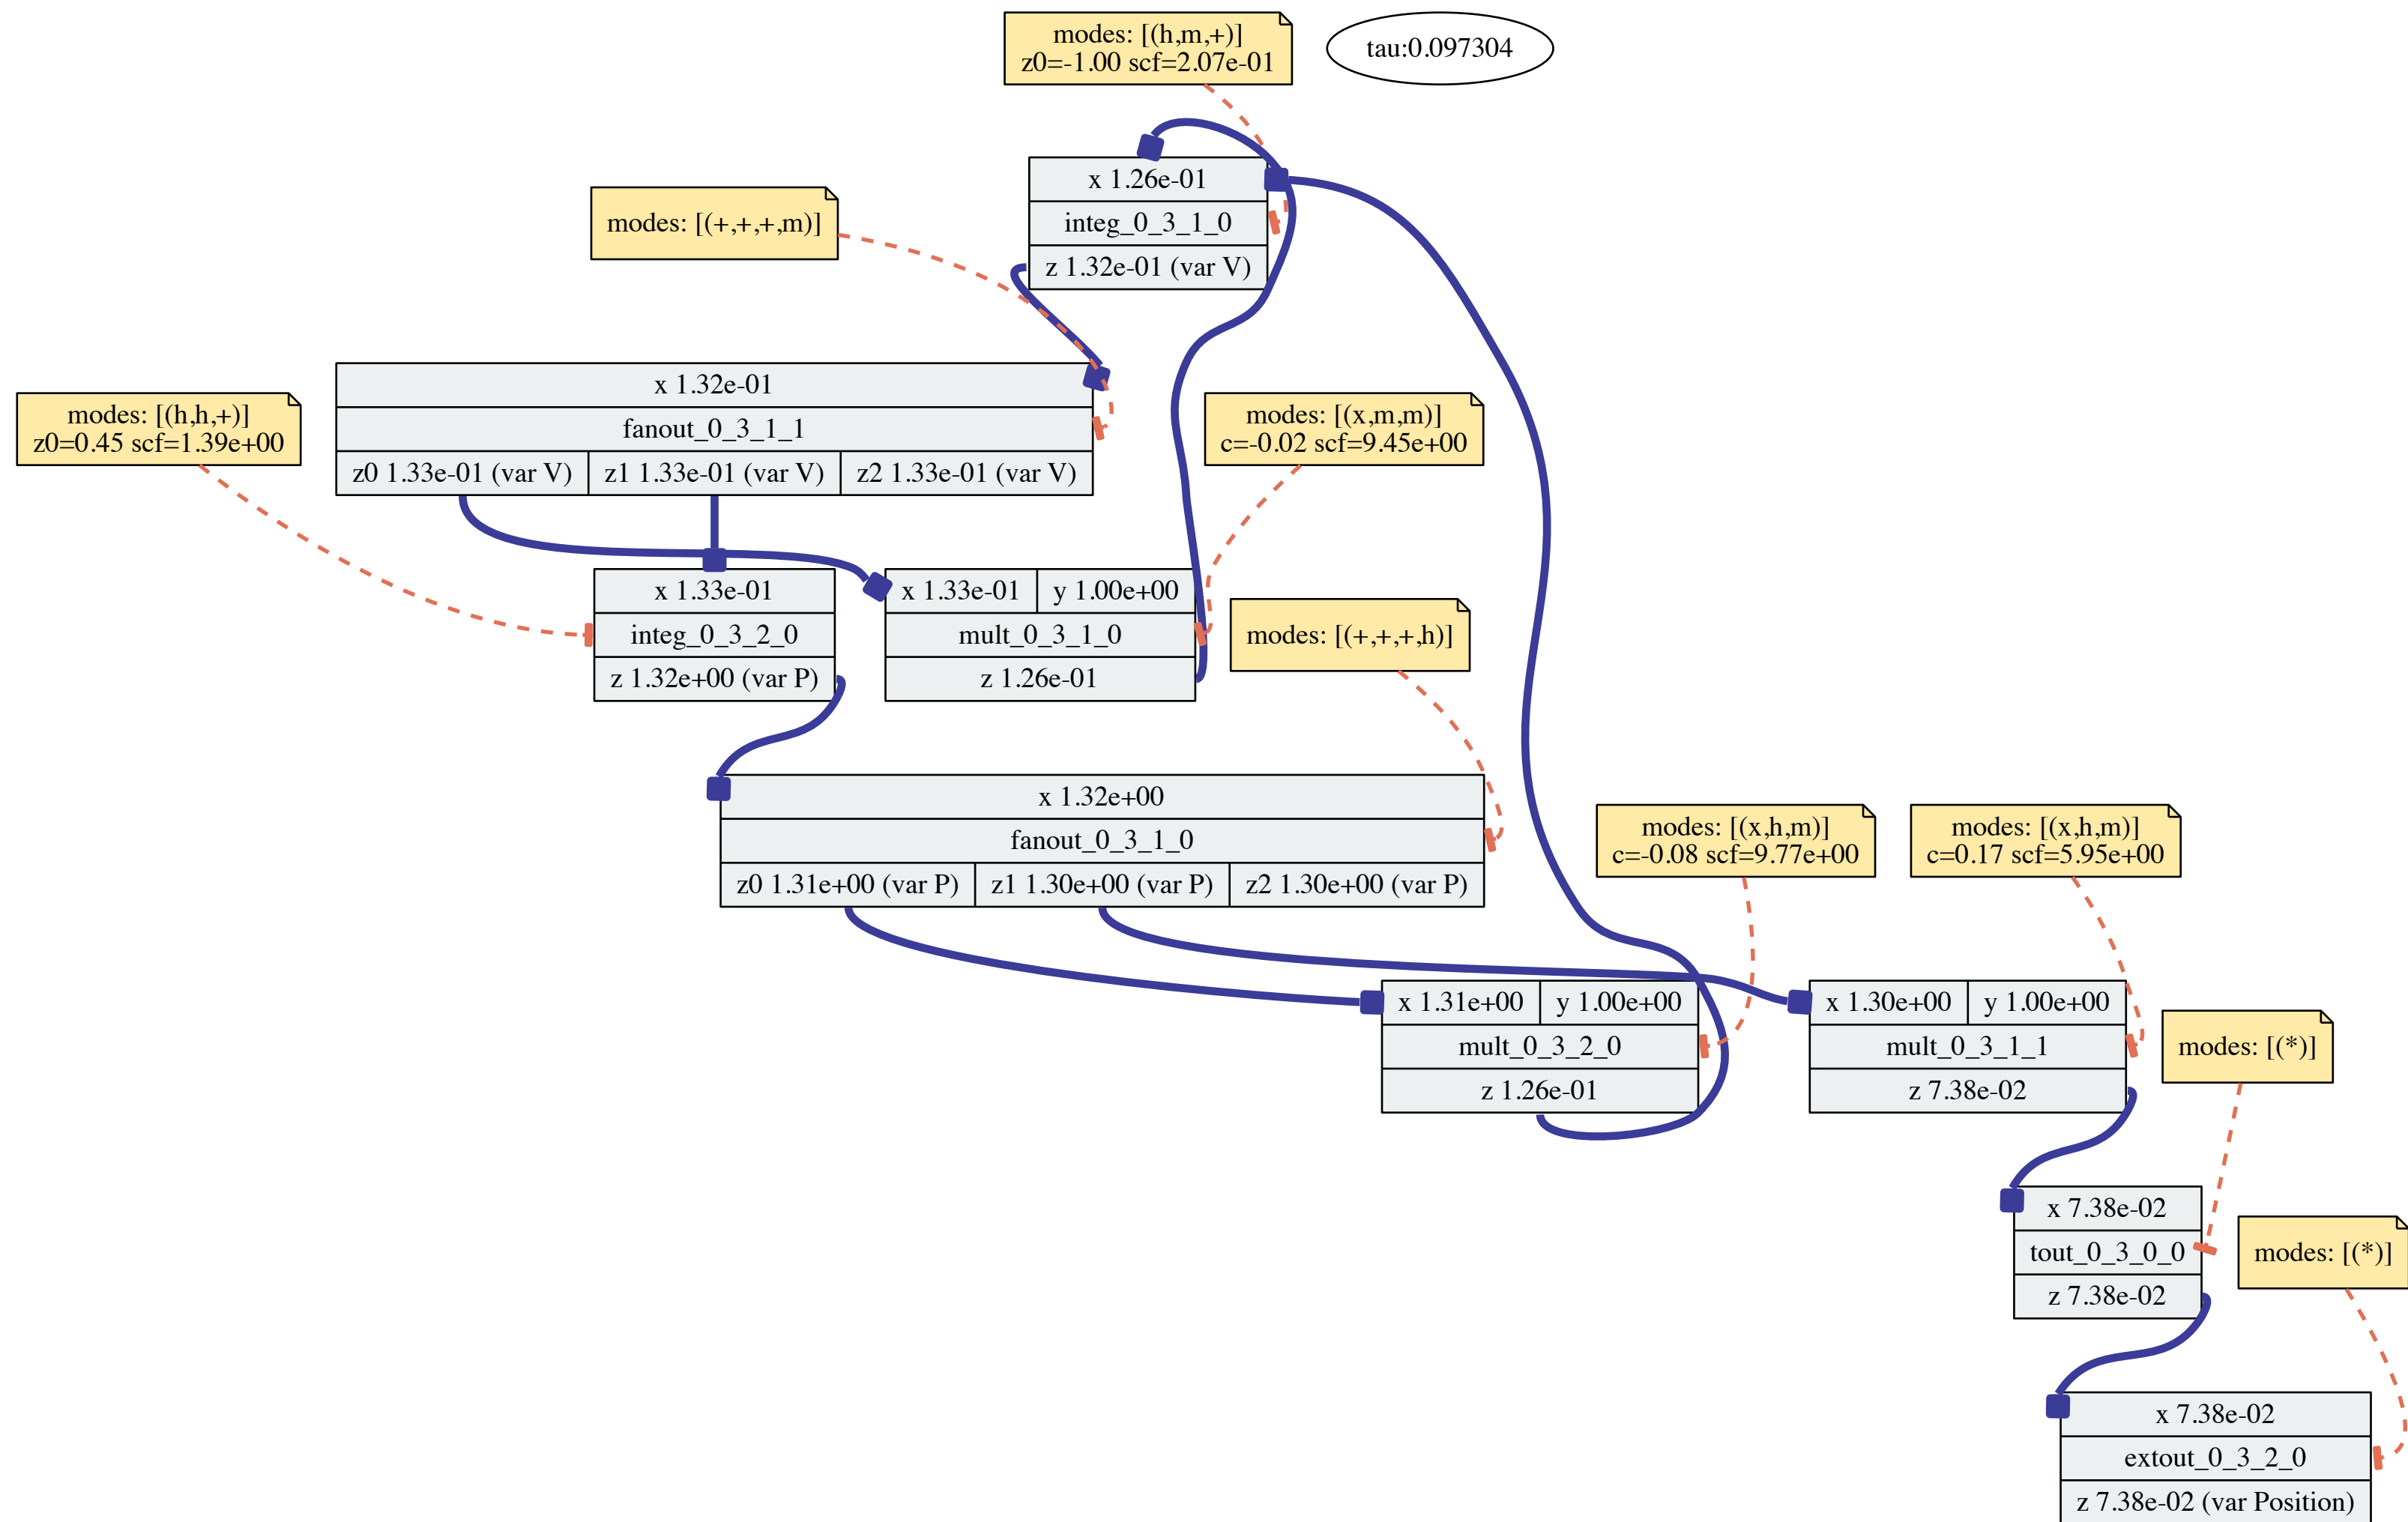 modes: [(h,m,+)]
z0=-1.00 scf=2.07e-01
tau:0.097304
x 1.26e-01
integ_0_3_1_0
z 1.32e-01 (var V)
modes: [(+,+,+,m)]
x 1.32e-01
fanout_0_3_1_1
z0 1.33e-01 (var V)
z1 1.33e-01 (var V)
z2 1.33e-01 (var V)
modes: [(h,h,+)]
z0=0.45 scf=1.39e+00
modes: [(x,m,m)]
c=-0.02 scf=9.45e+00
x 1.33e-01
integ_0_3_2_0
z 1.32e+00 (var P)
x 1.33e-01
y 1.00e+00
mult_0_3_1_0
z 1.26e-01
modes: [(+,+,+,h)]
x 1.32e+00
fanout_0_3_1_0
z0 1.31e+00 (var P)
z1 1.30e+00 (var P)
z2 1.30e+00 (var P)
modes: [(x,h,m)]
c=-0.08 scf=9.77e+00
modes: [(x,h,m)]
c=0.17 scf=5.95e+00
x 1.31e+00
y 1.00e+00
mult_0_3_2_0
z 1.26e-01
x 1.30e+00
y 1.00e+00
mult_0_3_1_1
z 7.38e-02
modes: [(*)]
x 7.38e-02
tout_0_3_0_0
z 7.38e-02
modes: [(*)]
x 7.38e-02
extout_0_3_2_0
z 7.38e-02 (var Position)